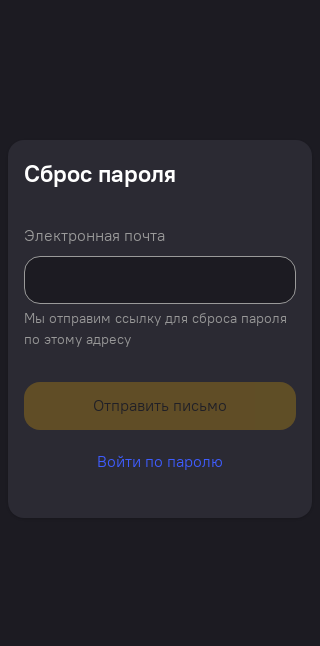 Сброс пароля
Электронная почта
Мы отправим ссылку для сброса пароля
по этому адресу
Отправить письмо
Войти по паролю